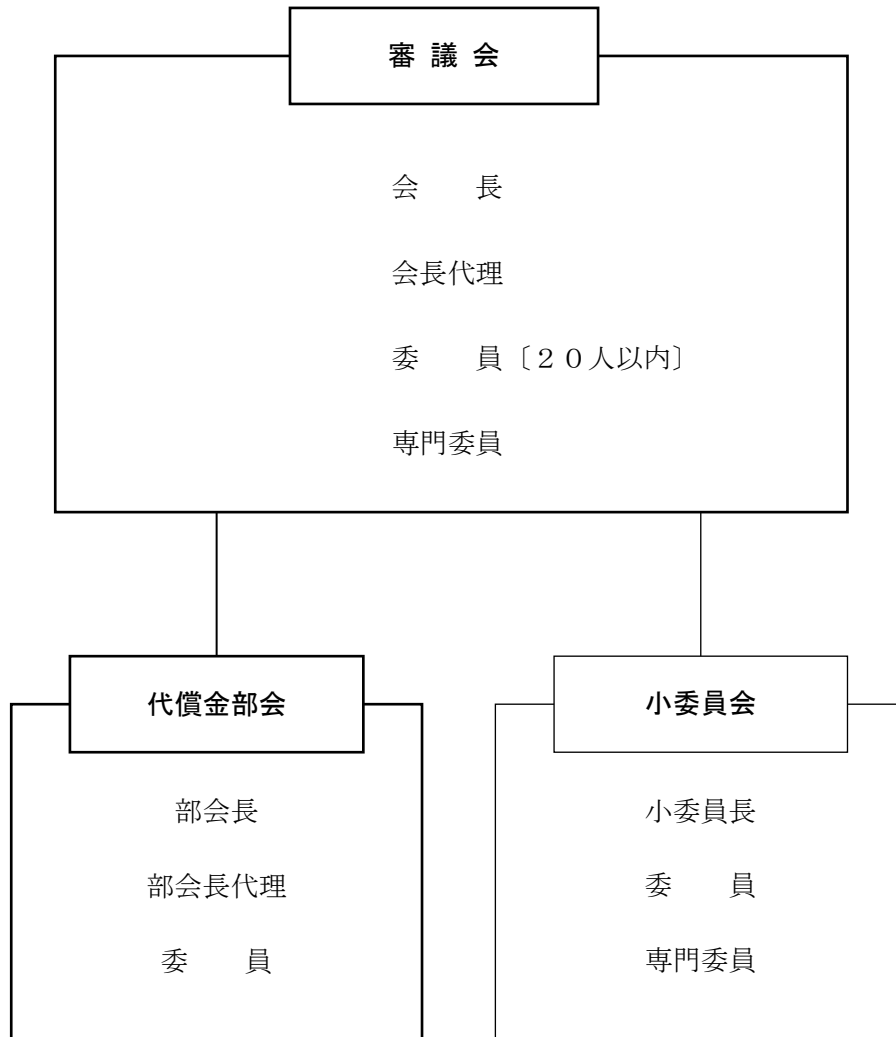 審 議 会
会　　長
会長代理
委　　員〔２０人以内〕
専門委員
代償金部会
部会長
部会長代理
委　　員
小委員会
小委員長
委　　員
専門委員